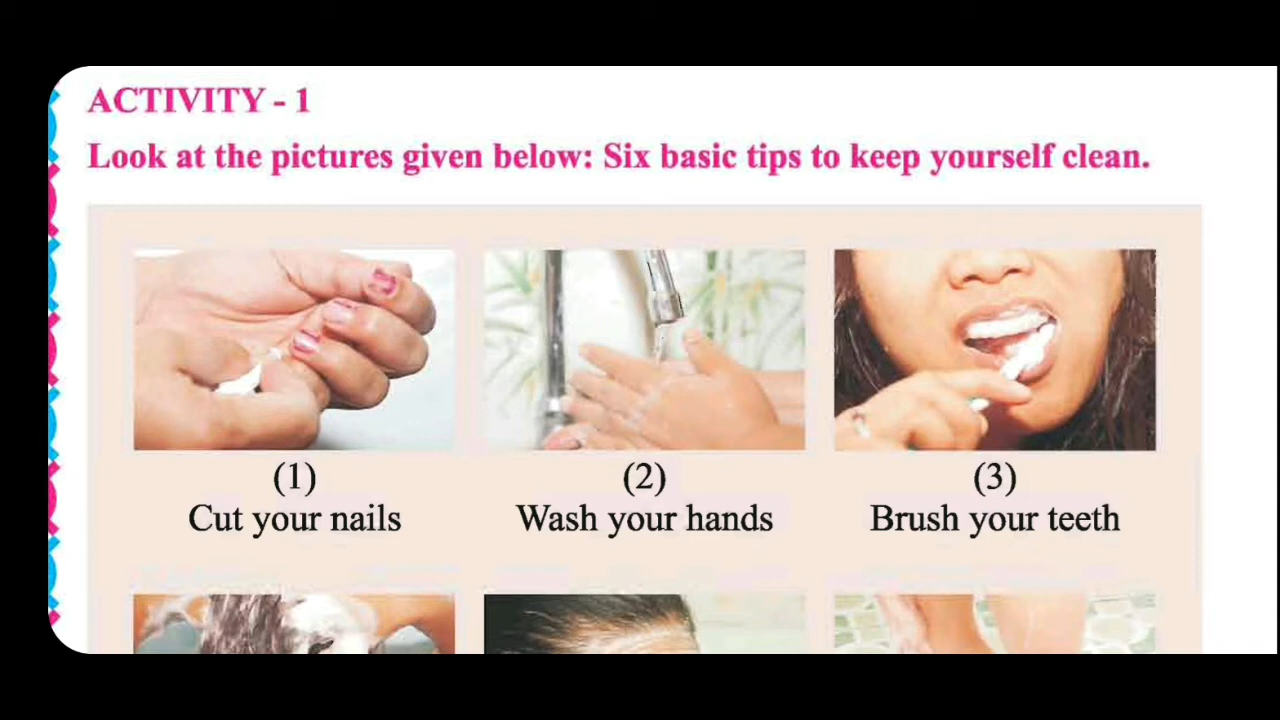 ACTIVITY - 1
Look at the pictures given below: Six basic tips to keep yourself clean.
(1)
Cut your nails
(2)
Wash your hands
(3)
Brush your teeth